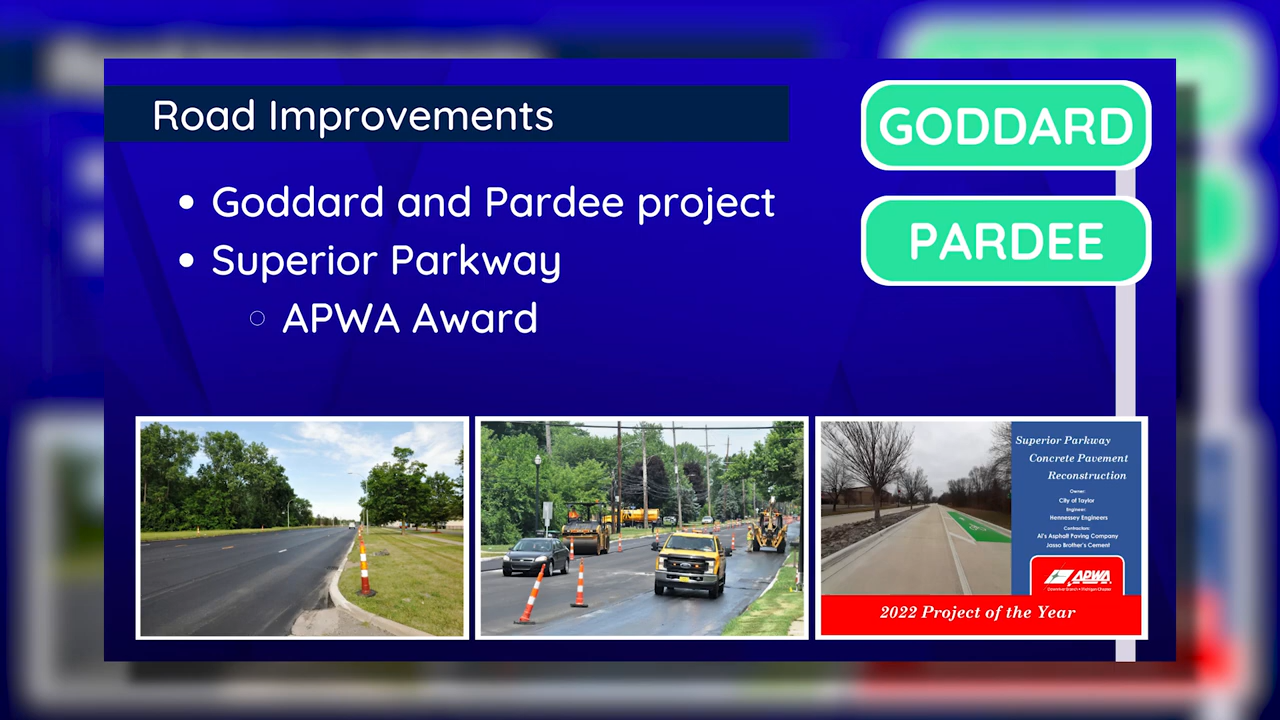 Road Improvements
GODDARD
PARDEE
Goddard and Pardee project
Superior Parkway
APWA Award
Superior Parkway
Concrete Pavement
Reconstruction
Owner:
City of Taylor
Engineer:
Hennessey Engineers
Contractors:
Al's Asphalt Paving Company
Jasso Brother's Cement
APWA
2022 Project of the Year